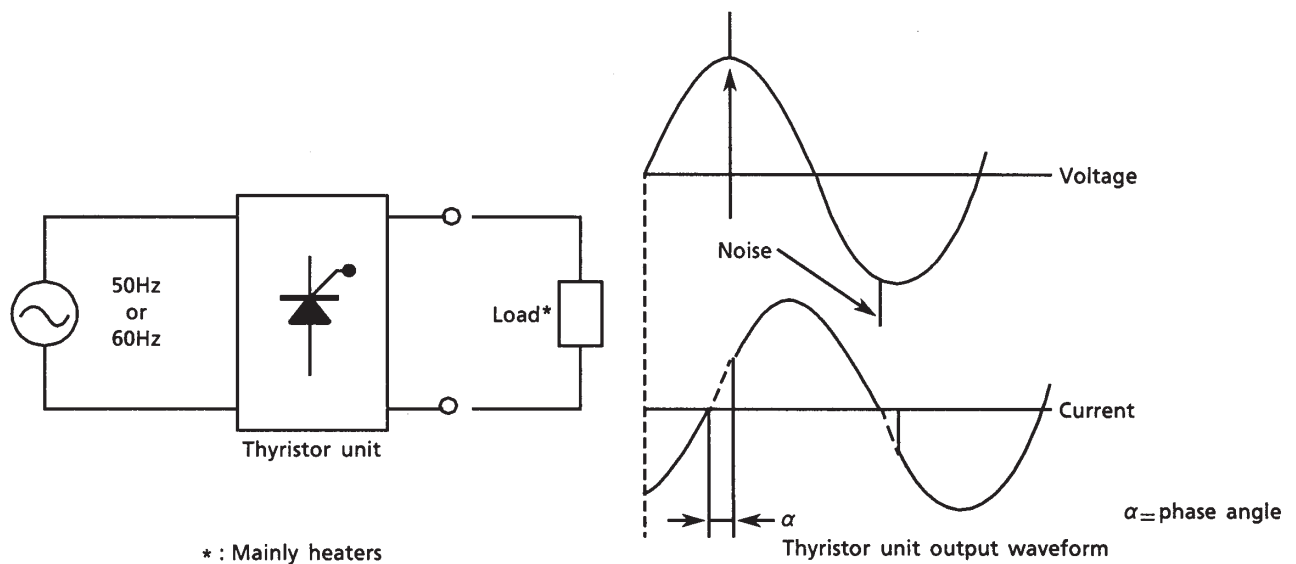 50Hz
or
60Hz
Thyristor unit
Load*
* : Mainly heaters
Voltage
Noise
Current
α
α=phase angle
Thyristor unit output waveform